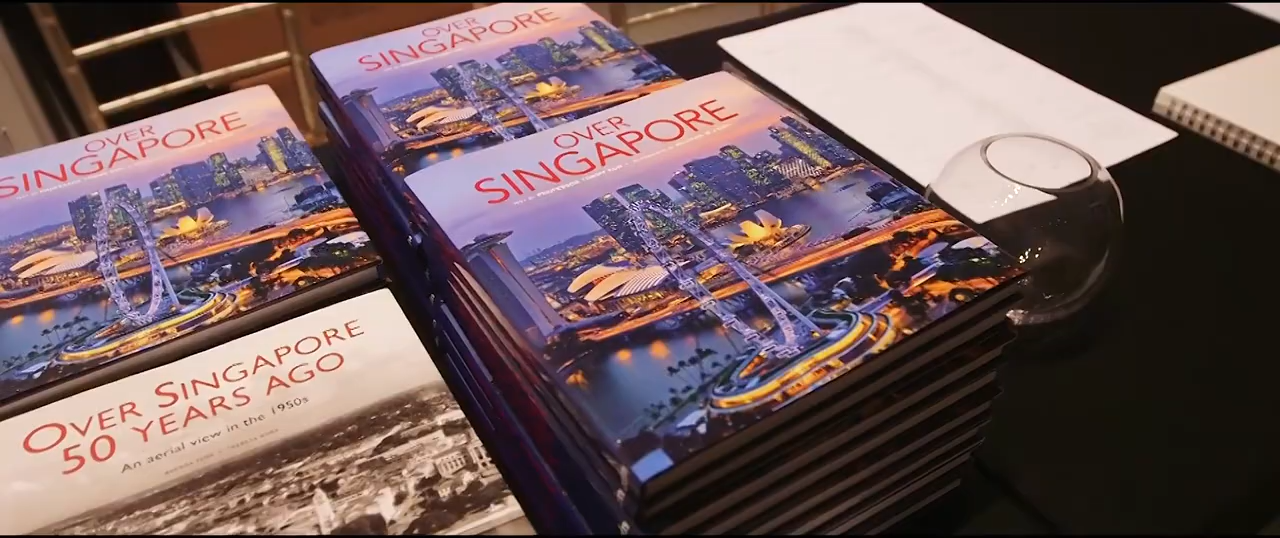 OVER
SINGAPORE
OVER
SINGAPORE
OVER
SINGAPORE
OVER SINGAPORE
50 YEARS AGO
An aerial view in the 1950s